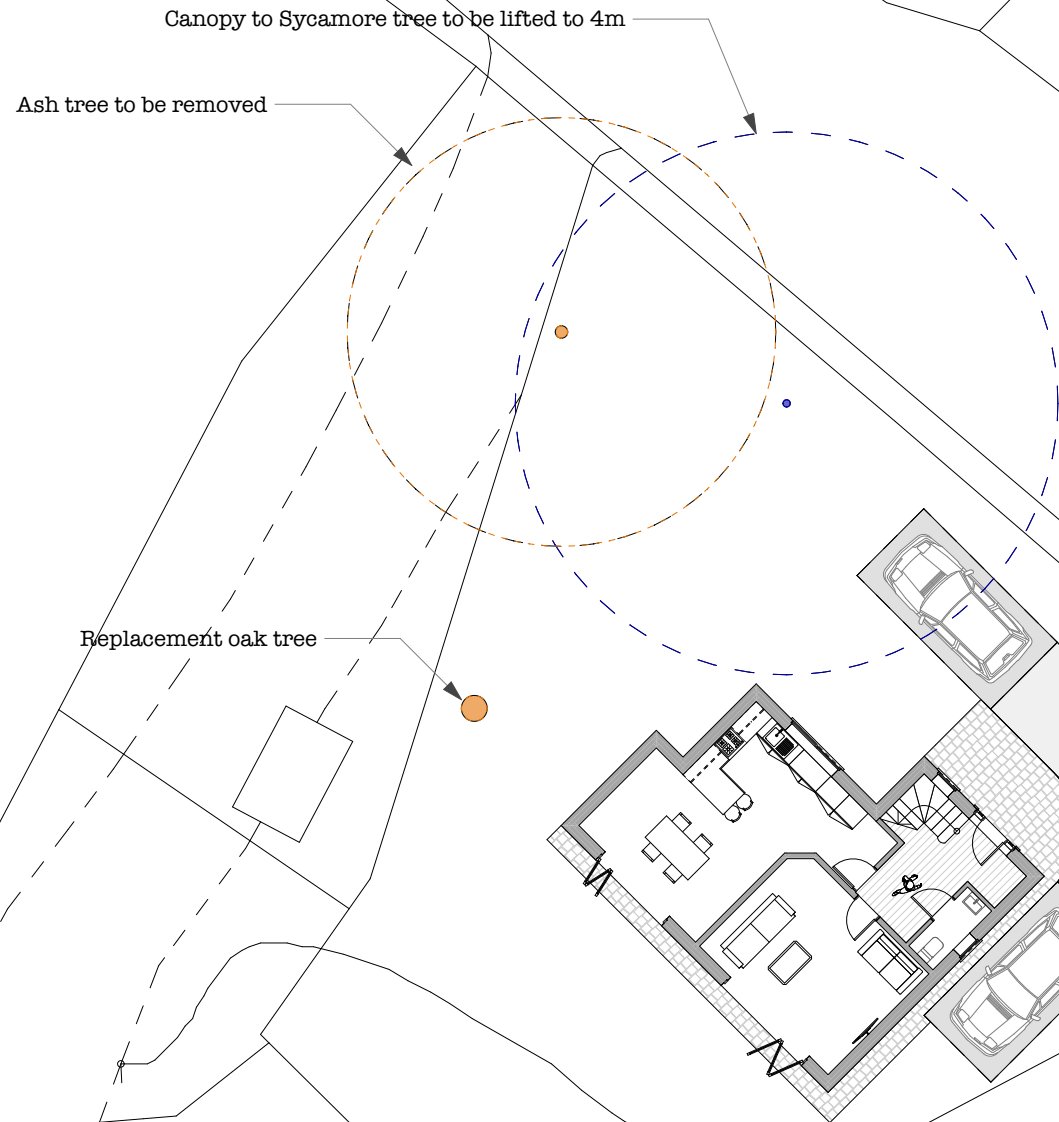 Canopy to Sycamore tree to be lifted to 4m
Ash tree to be removed
Replacement oak tree